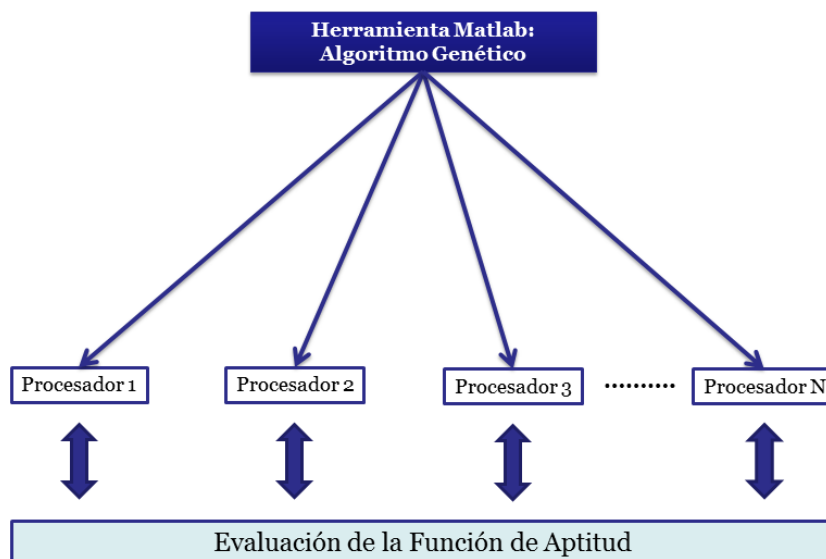 Herramienta Matlab:
Algoritmo Genético
Procesador 1
Procesador 2
Procesador 3
..........
Procesador N
Evaluación de la Función de Aptitud